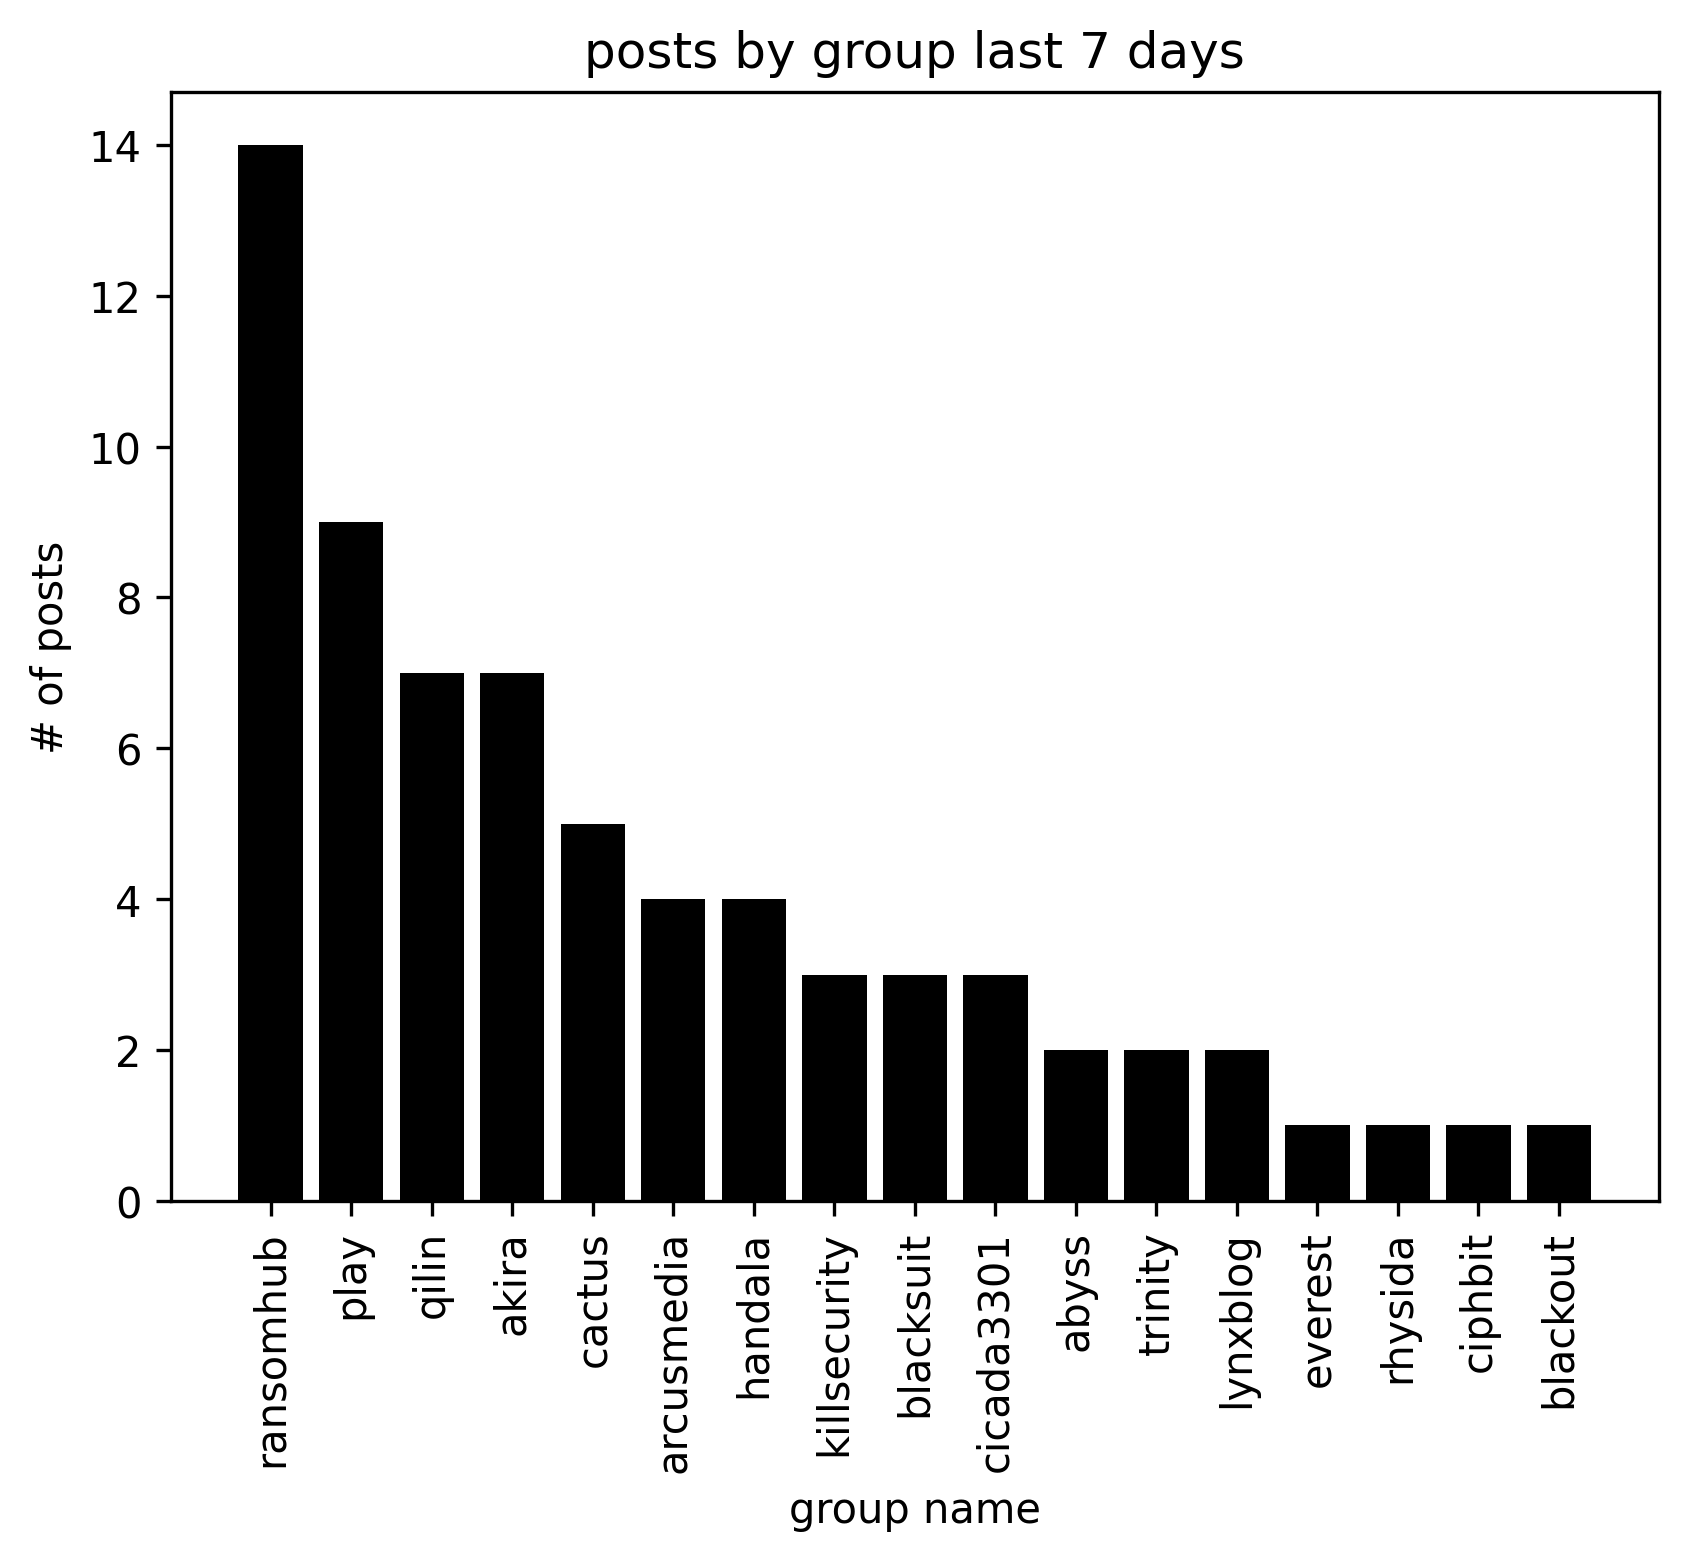 posts by group last 7 days
14
12
10
8
6
4
2
0
# of posts
ransomhub
play
qilin
akira
cactus
arcusmedia
handala
killsecurity
blacksuit
cicada3301
abyss
trinity
lynxblog
everest
rhysida
ciphbit
blackout
group name